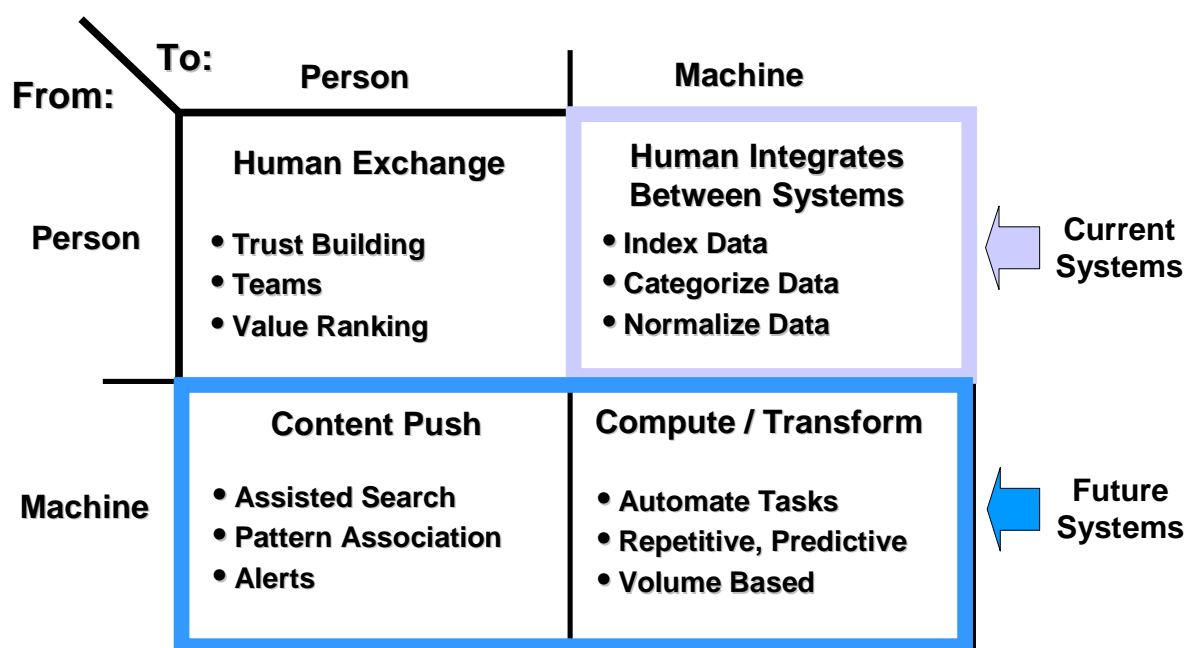 To:
From:
Person
Machine
Person
Human Exchange
• Trust Building
• Teams
• Value Ranking
Human Integrates
Between Systems
• Index Data
• Categorize Data
• Normalize Data
Current
Systems
Machine
Content Push
• Assisted Search
• Pattern Association
• Alerts
Compute / Transform
• Automate Tasks
• Repetitive, Predictive
• Volume Based
Future
Systems